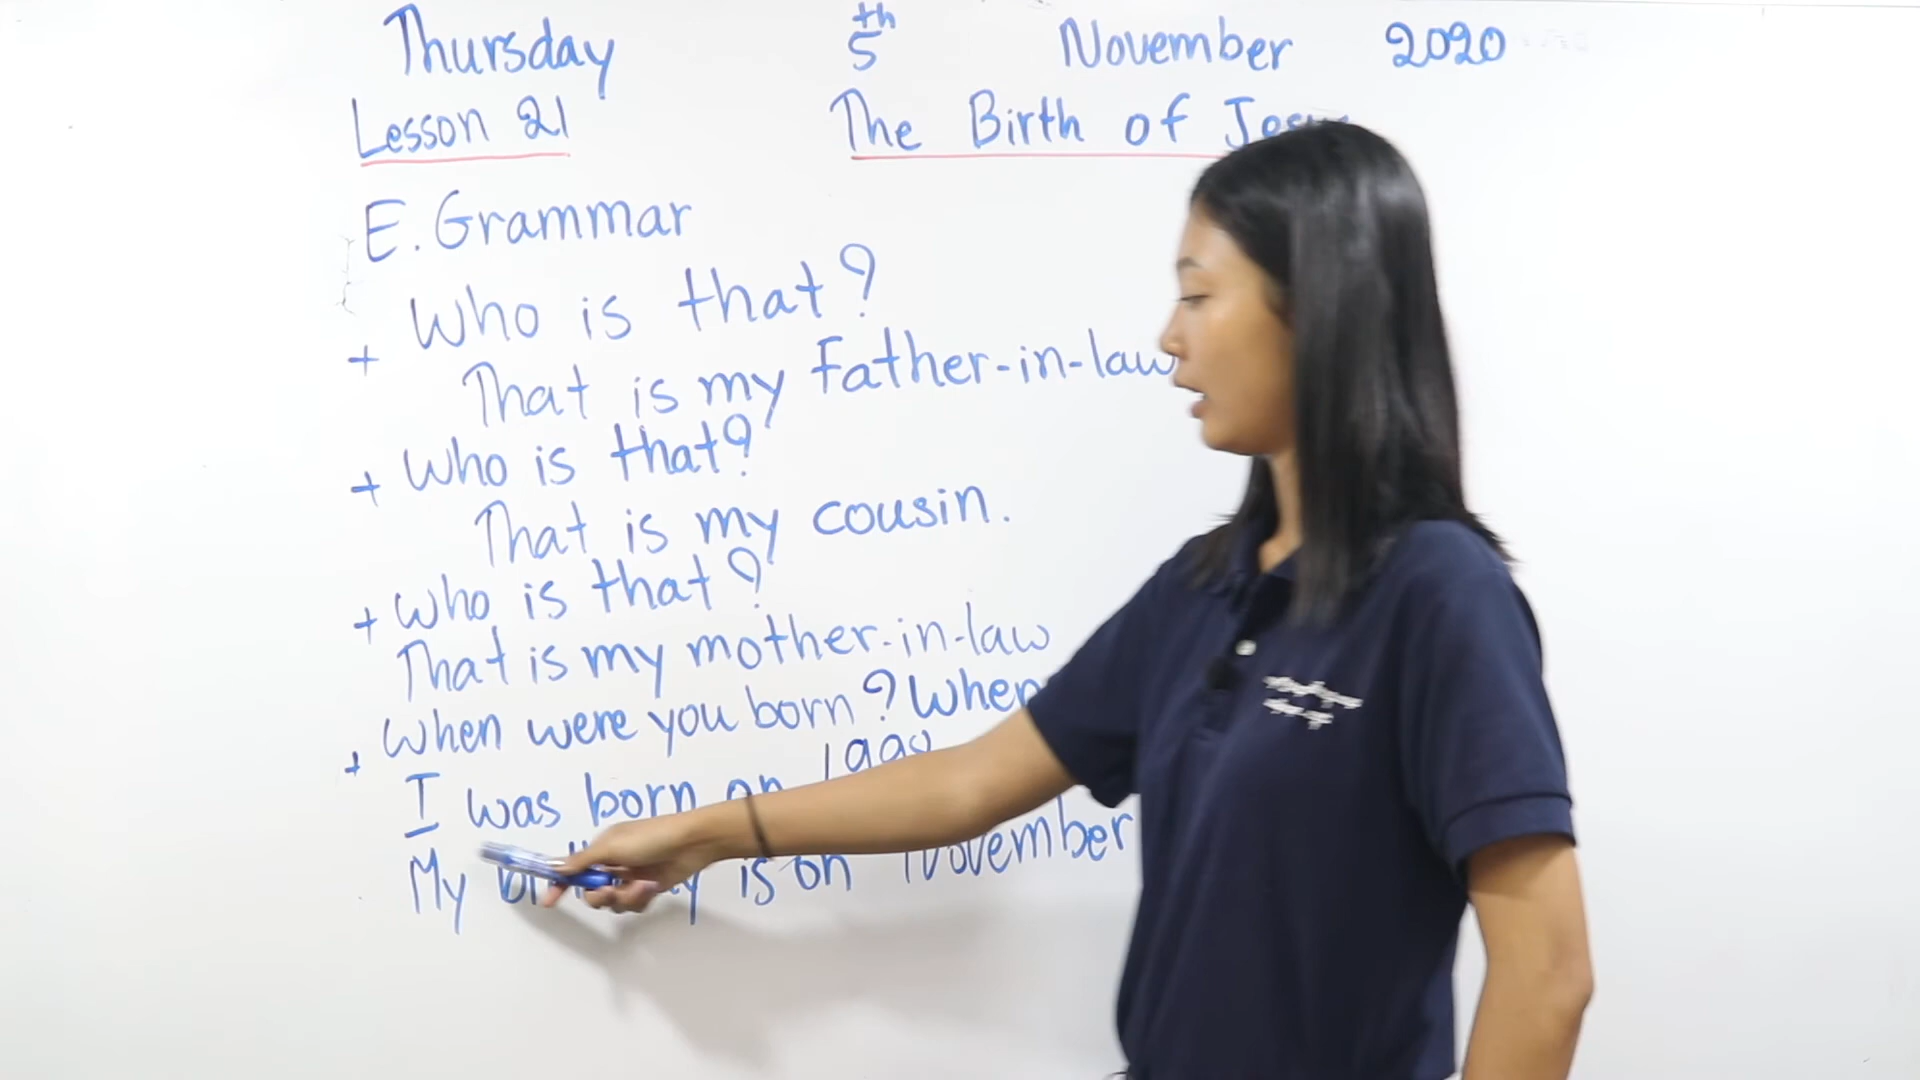 Thursday 5th November 2020
Lesson 21 The Birth of
E. Grammar
+ Who is that?
That is my Father-in-law
+ Who is that?
That is my cousin.
+ Who is that?
That is my mother-in-law
+ When were you born? When
I was born on
My is on November